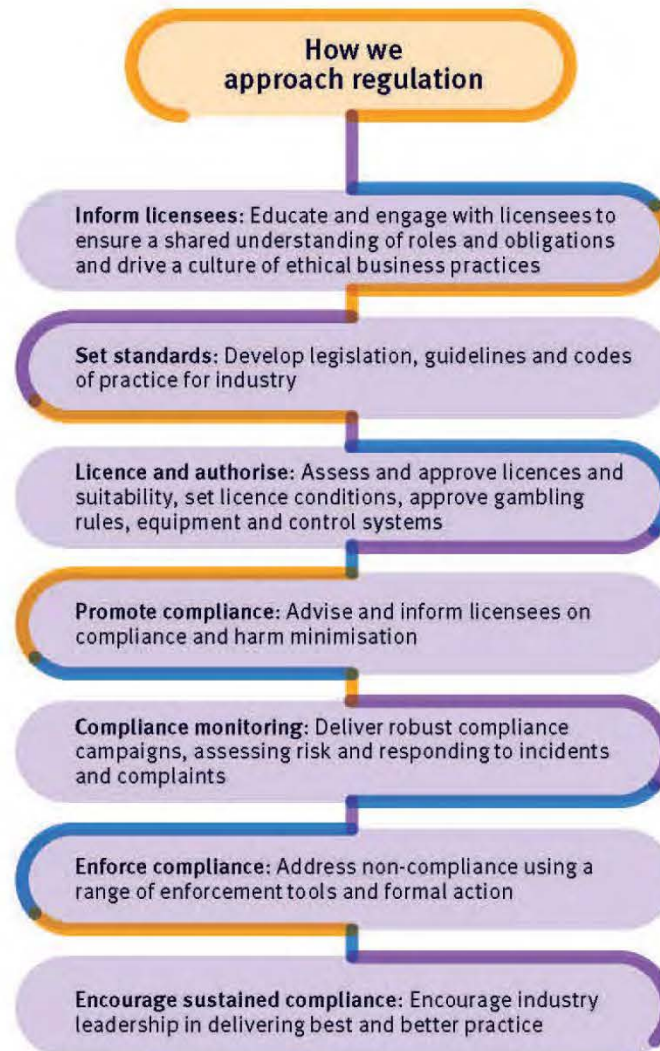 How we
approach regulation
Inform licensees: Educate and engage with licensees to
ensure a shared understanding of roles and obligations
and drive a culture of ethical business practices
Set standards: Develop legislation, guidelines and codes
of practice for industry
Licence and authorise: Assess and approve licences and
suitability, set licence conditions, approve gambling
rules, equipment and control systems
Promote compliance: Advise and inform licensees on
compliance and harm minimisation
Compliance monitoring: Deliver robust compliance
campaigns, assessing risk and responding to incidents
and complaints
Enforce compliance: Address non-compliance using a
range of enforcement tools and formal action
Encourage sustained compliance: Encourage industry
leadership in delivering best and better practice